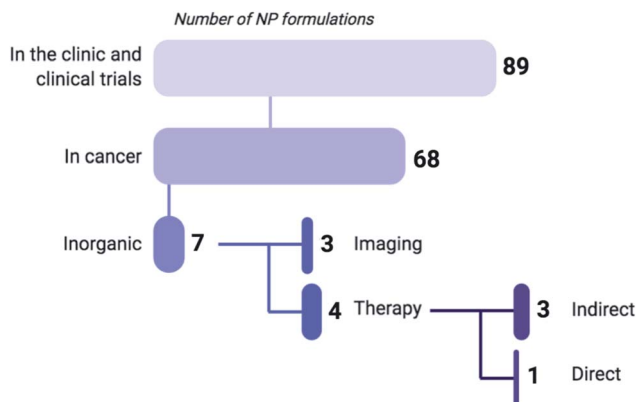 Number of NP formulations
In the clinic and
clinical trials
89
In cancer
68
Inorganic
7
3
Imaging
4
Therapy
3
Indirect
1
Direct